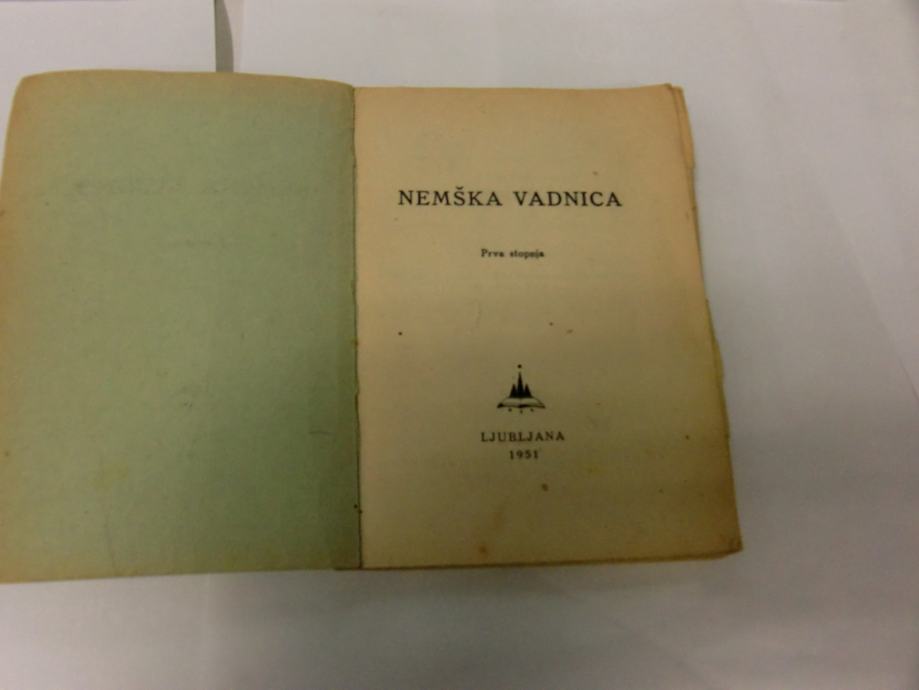 NEMŠKA VADNICA
Prva stopnja
LJUBLJANA
1951